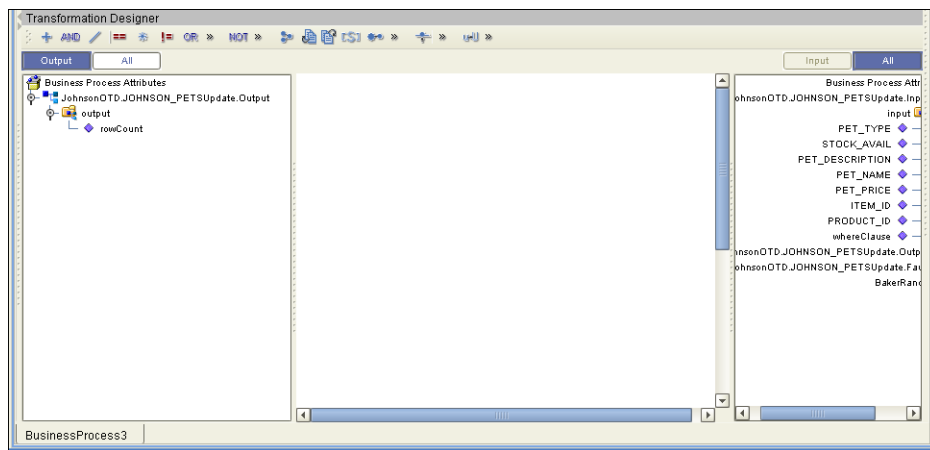 Transformation Designer
+ AND / == * != OR » NOT » [S] » »  »
Output All Input All
Business Process Attributes
JohnsonOTD.JOHNSON_PETSUpdate.Output
output
rowCount
Business Process Attr
ohnsonOTD.JOHNSON_PETSUpdate.Inp
input
PET_TYPE
STOCK_AVAIL
PET_DESCRIPTION
PET_NAME
PET_PRICE
ITEM_ID
PRODUCT_ID
whereClause
hnsonOTD.JOHNSON_PETSUpdate.Outp
ohnsonOTD.JOHNSON_PETSUpdate.Fau
BakerRand
BusinessProcess3